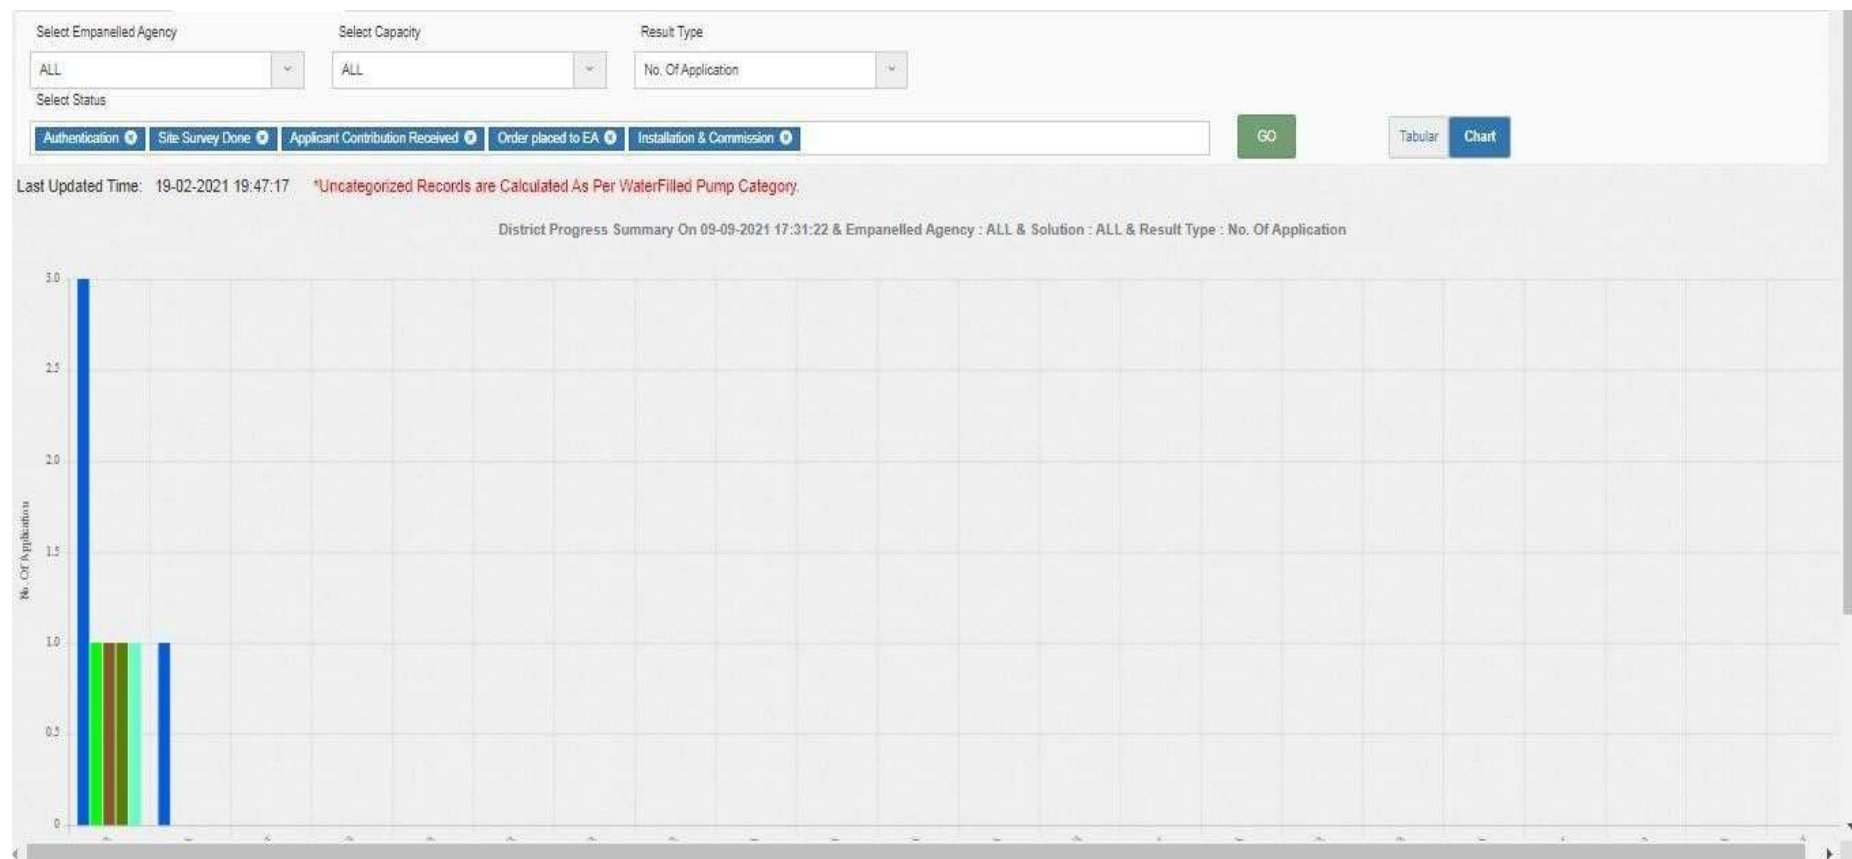 Select Empanelled Agency Select Capacity Result Type
ALL ALL No. Of Application
Select Status
Authentication Site Survey Done Applicant Contribution Received Order placed to EA Installation & Commission GO Tabular Chart
Last Updated Time: 19-02-2021 19:47:17 *Uncategorized Records are Calculated As Per WaterFilled Pump Category.
District Progress Summary On 09-09-2021 17:31:22 & Empanelled Agency : ALL & Solution : ALL & Result Type : No. Of Application
3.0
2.5
2.0
No. Of Application
1.5
1.0
0.5
0